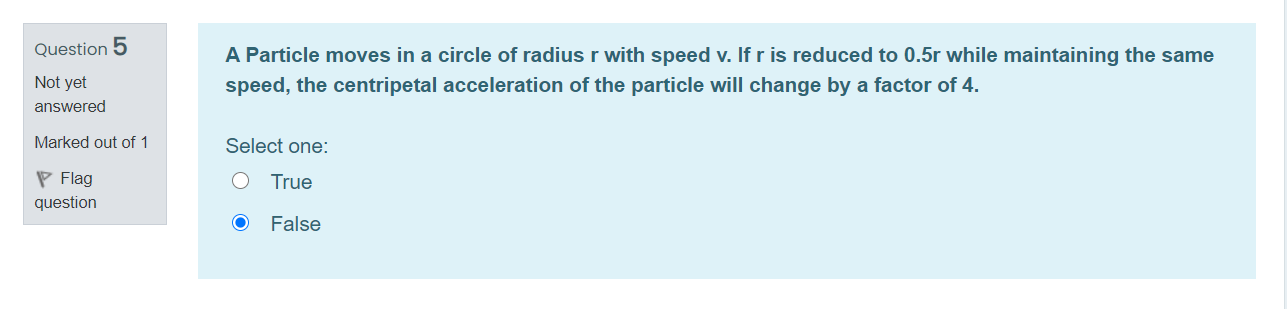 Question 5
Not yet
answered
Marked out of 1
Flag
question
A Particle moves in a circle of radius r with speed v. If r is reduced to 0.5r while maintaining the same
speed, the centripetal acceleration of the particle will change by a factor of 4.
Select one:
True
False